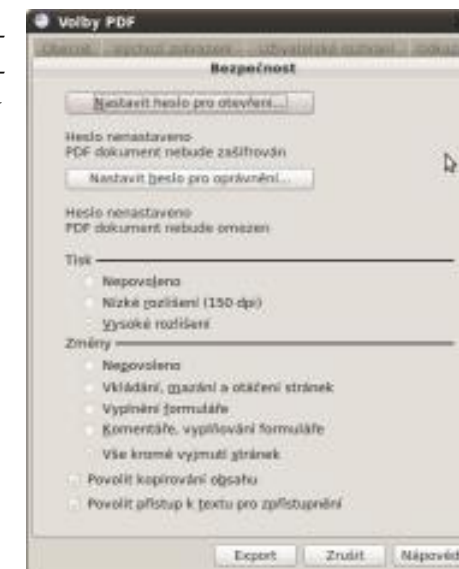 Volby PDF
Bezpečnost
Nastavit heslo pro otevření...
Heslo nenastaveno
PDF dokument nebude zašifrován
Nastavit heslo pro oprávnění...
Heslo nenastaveno
PDF dokument nebude omezen
Tisk
Nepovoleno
Nízké rozlišení (150 dpi)
Vysoké rozlišení
Změny
Nepovoleno
Vkládání, mazání a otáčení stránek
Vyplnění formuláře
Komentáře, vyplňování formuláře
Vše kromě vyjmutí stránek
Povolit kopírování obsahu
Povolit přístup k textu pro zpřístupnění
Export Zrušit Nápověd